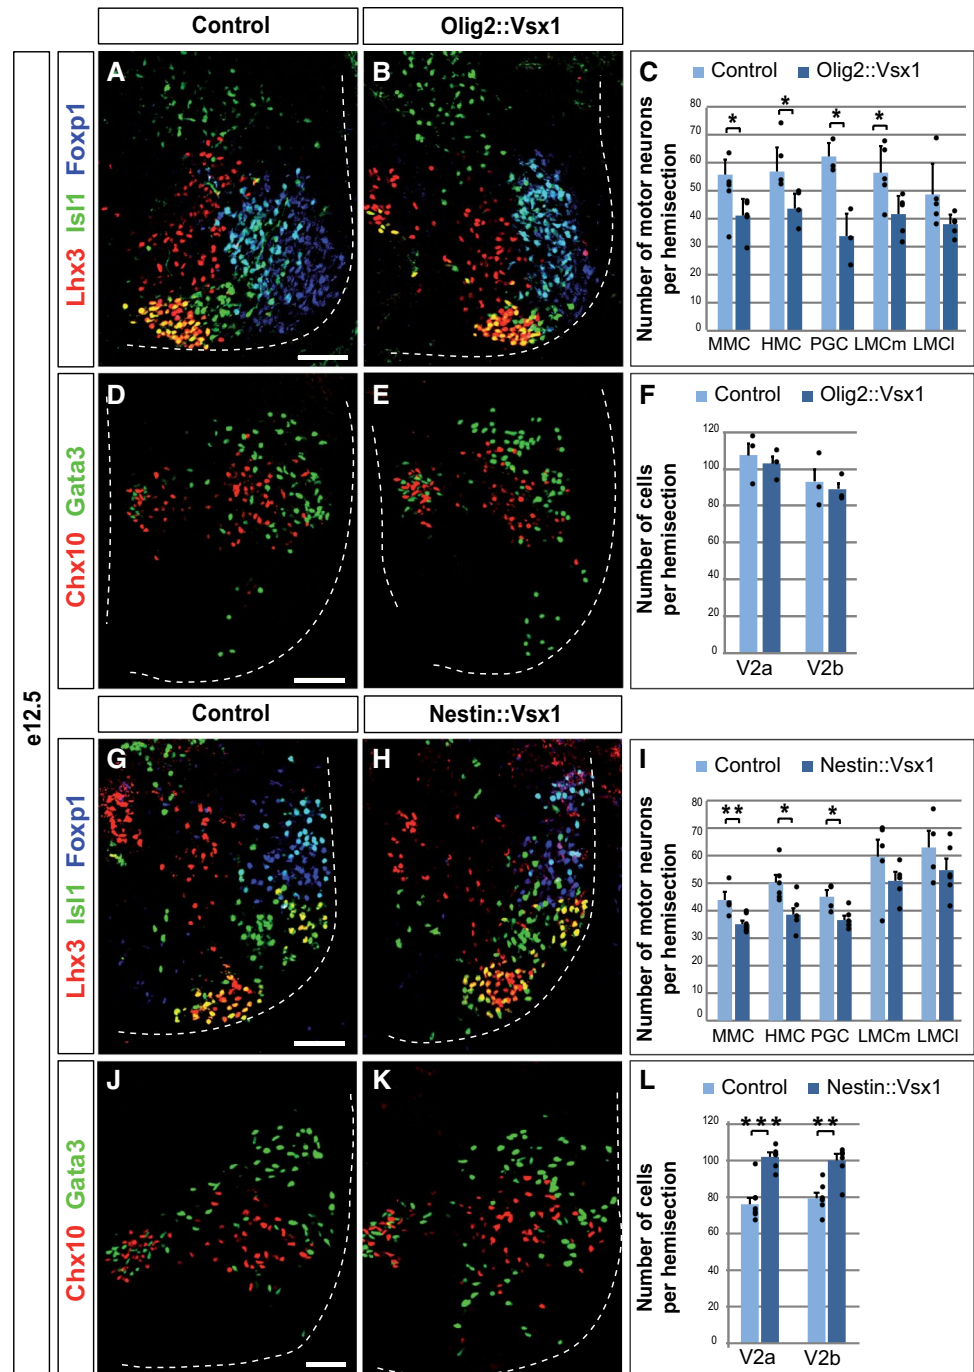 Control
Olig2::Vsx1
e12.5
Lhx3 Isl1 Foxp1
A
B
C
Control
Olig2::Vsx1
Number of motor neurons
per hemisection
80
70
60
50
40
30
20
10
0
*
*
*
*
MMC
HMC
PGC
LMCm
LMCl
Chx10 Gata3
D
E
F
Control
Olig2::Vsx1
Number of cells
per hemisection
120
100
80
60
40
20
0
V2a
V2b
Control
Nestin::Vsx1
Lhx3 Isl1 Foxp1
G
H
I
Control
Nestin::Vsx1
Number of motor neurons
per hemisection
80
70
60
50
40
30
20
10
0
**
*
*
MMC
HMC
PGC
LMCm
LMCl
Chx10 Gata3
J
K
L
Control
Nestin::Vsx1
Number of cells
per hemisection
120
100
80
60
40
20
0
***
**
V2a
V2b